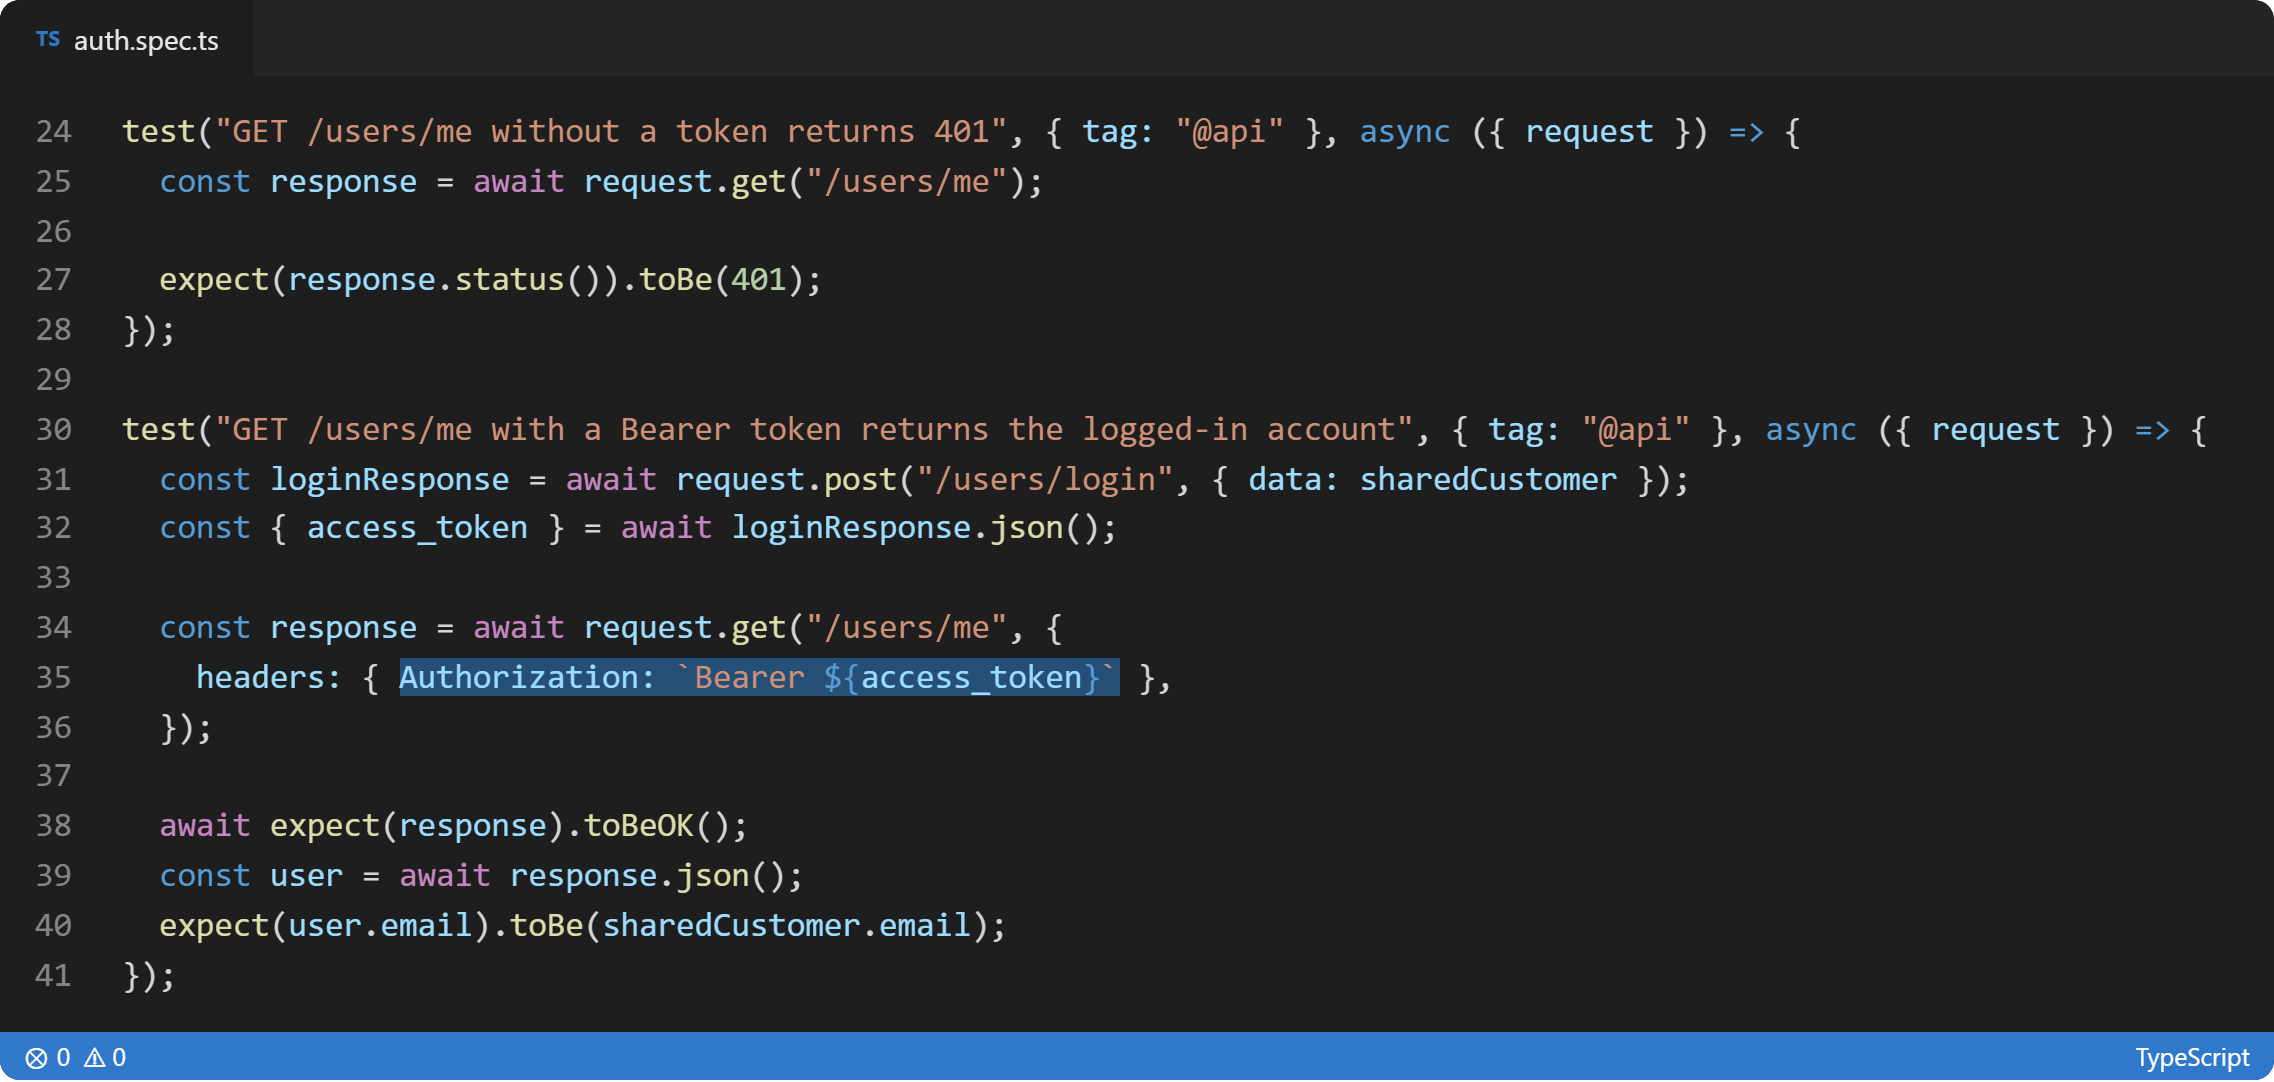 TS auth.spec.ts
24 test("GET /users/me without a token returns 401", { tag: "@api" }, async ({ request }) => {
25   const response = await request.get("/users/me");
26
27   expect(response.status()).toBe(401);
28 });
29
30 test("GET /users/me with a Bearer token returns the logged-in account", { tag: "@api" }, async ({ request }) => {
31   const loginResponse = await request.post("/users/login", { data: sharedCustomer });
32   const { access_token } = await loginResponse.json();
33
34   const response = await request.get("/users/me", {
35     headers: { Authorization: `Bearer ${access_token}` },
36   });
37
38   await expect(response).toBeOK();
39   const user = await response.json();
40   expect(user.email).toBe(sharedCustomer.email);
41 });
0 0 TypeScript